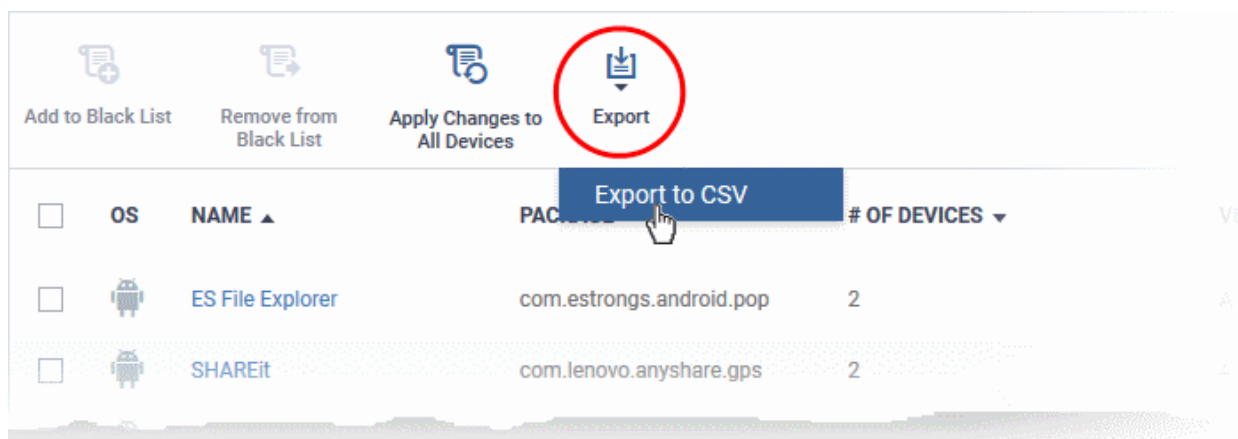 Add to Black List
Remove from
Black List
Apply Changes to
All Devices
Export
Export to CSV
OS NAME # OF DEVICES
ES File Explorer com.estrongs.android.pop 2
SHAREit com.lenovo.anyshare.gps 2